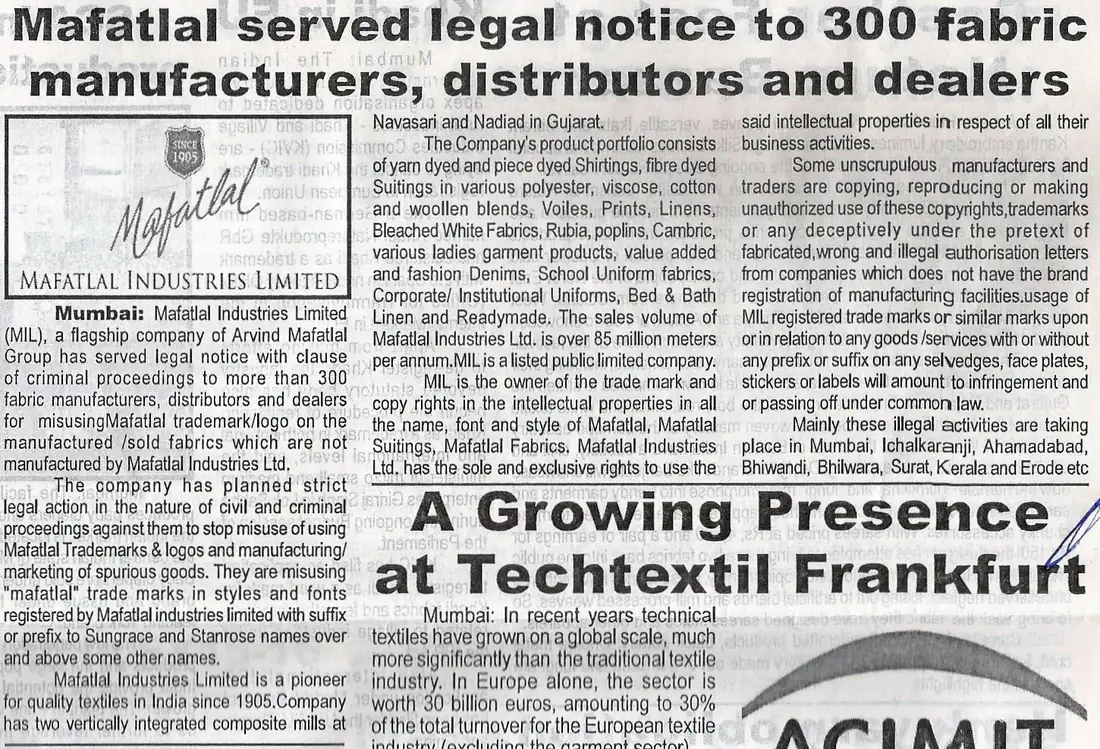 Mafatlal served legal notice to 300 fabric
manufacturers, distributors and dealers
SINCE
1905
Mafatlal®
MAFATLAL INDUSTRIES LIMITED
Mumbai: Mafatlal Industries Limited
(MIL), a flagship company of Arvind Mafatlal
Group has served legal notice with clause
of criminal proceedings to more than 300
fabric manufacturers, distributors and dealers
for misusingMafatlal trademark/logo on the
manufactured /sold fabrics which are not
manufactured by Mafatlal Industries Ltd.
The company has planned strict
legal action in the nature of civil and criminal
proceedings against them to stop misuse of using
Mafatlal Trademarks & logos and manufacturing/
marketing of spurious goods. They are misusing
"mafatlal" trade marks in styles and fonts
registered by Mafatlal industries limited with suffix
or prefix to Sungrace and Stanrose names over
and above some other names.
Mafatlal Industries Limited is a pioneer
for quality textiles in India since 1905.Company
has two vertically integrated composite mills at
Navasari and Nadiad in Gujarat.
The Company's product portfolio consists
of yarn dyed and piece dyed Shirtings, fibre dyed
Suitings in various polyester, viscose, cotton
and woollen blends, Voiles, Prints, Linens,
Bleached White Fabrics, Rubia, poplins, Cambric,
various ladies garment products, value added
and fashion Denims, School Uniform fabrics,
Corporate/ Institutional Uniforms, Bed & Bath
Linen and Readymade. The sales volume of
Mafatlal Industries Ltd. is over 85 million meters
per annum.MIL is a listed public limited company.
MIL is the owner of the trade mark and
copy rights in the intellectual properties in all
the name, font and style of Mafatlal, Mafatlal
Suitings, Mafatlal Fabrics. Mafatlal Industries
Ltd. has the sole and exclusive rights to use the
said intellectual properties in respect of all their
business activities.
Some unscrupulous manufacturers and
traders are copying, reproducing or making
unauthorized use of these copyrights,trademarks
or any deceptively under the pretext of
fabricated,wrong and illegal authorisation letters
from companies which does not have the brand
registration of manufacturing facilities.usage of
MIL registered trade marks or similar marks upon
or in relation to any goods /services with or without
any prefix or suffix on any selvedges, face plates,
stickers or labels will amount to infringement and
or passing off under common law.
Mainly these illegal activities are taking
place in Mumbai, Ichalkaranji, Ahamadabad,
Bhiwandi, Bhilwara, Surat, Kerala and Erode etc
A Growing Presence
at Techtextil Frankfurt
Mumbai: In recent years technical
textiles have grown on a global scale, much
more significantly than the traditional textile
industry. In Europe alone, the sector is
worth 30 billion euros, amounting to 30%
of the total turnover for the European textile
industry (excluding the garment sector).
ACIMIT